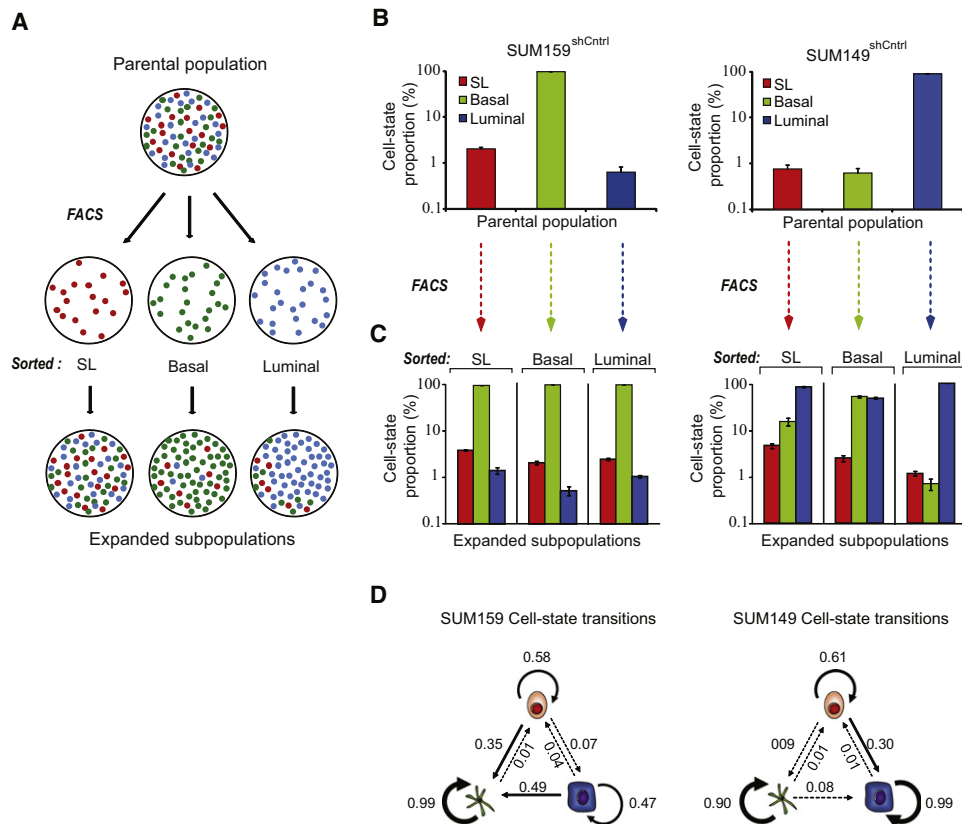 A
Parental population
FACS
Sorted : SL Basal Luminal
Expanded subpopulations
B
SUM159shCntrl
Cell-state proportion (%)
100
10
1
0.1
SL
Basal
Luminal
Parental population
SUM149shCntrl
Cell-state proportion (%)
100
10
1
0.1
SL
Basal
Luminal
Parental population
FACS
FACS
C
Sorted: SL Basal Luminal
Cell-state proportion (%)
100
10
1
0.1
Expanded subpopulations
Sorted: SL Basal Luminal
Cell-state proportion (%)
100
10
1
0.1
Expanded subpopulations
D
SUM159 Cell-state transitions
0.58
0.35
0.01
0.04
0.07
0.49
0.99
0.47
SUM149 Cell-state transitions
0.61
009
0.01
0.01
0.30
0.08
0.90
0.99